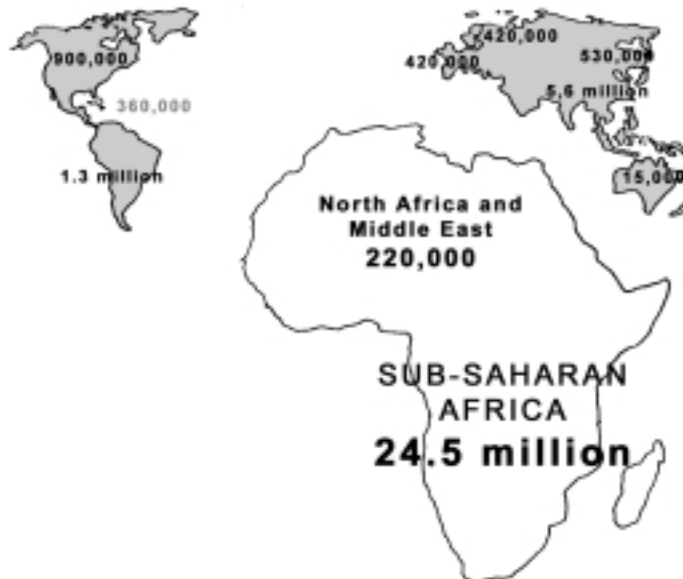 900,000
360,000
1.3 million
420,000
420,000
530,000
5,6 million
15,000
North Africa and
Middle East
220,000
SUB-SAHARAN
AFRICA
24.5 million